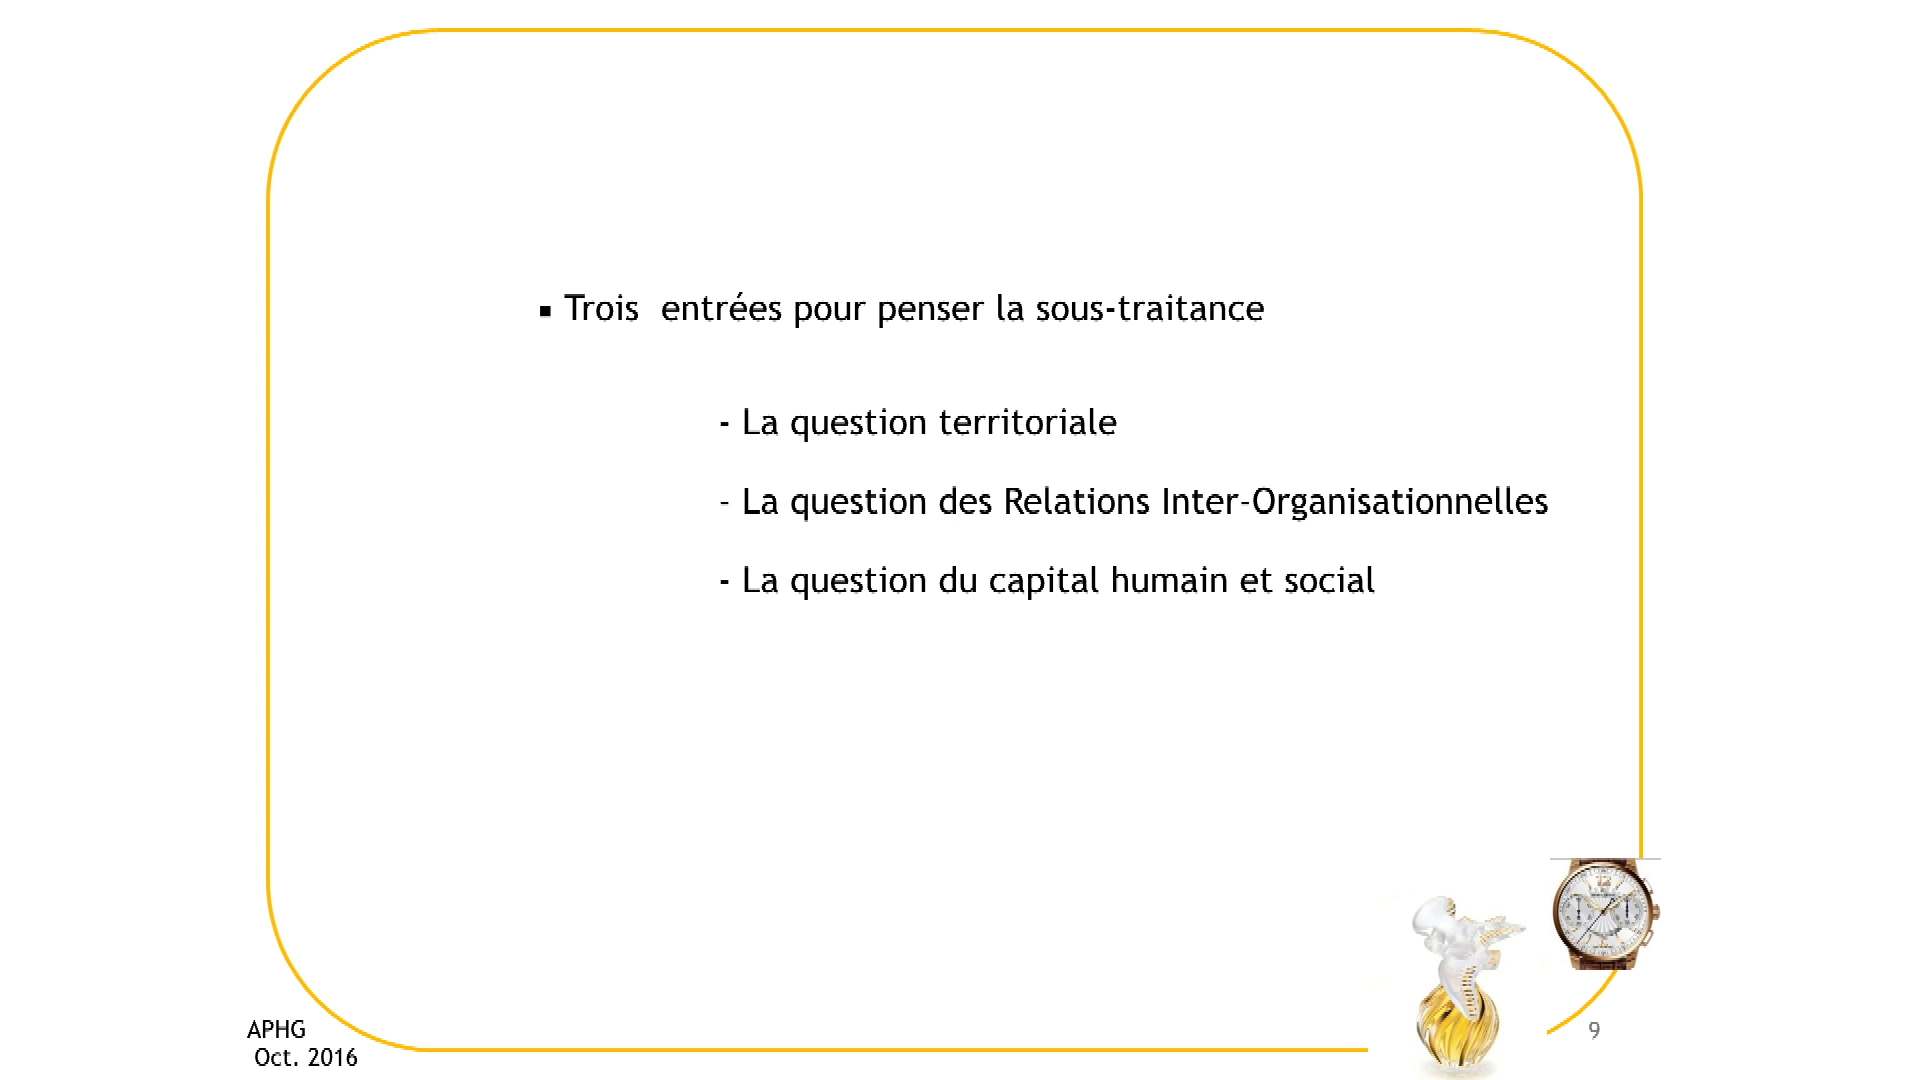 ▪ Trois  entrées pour penser la sous-traitance
- La question territoriale
- La question des Relations Inter-Organisationnelles
- La question du capital humain et social
APHG
Oct. 2016
9